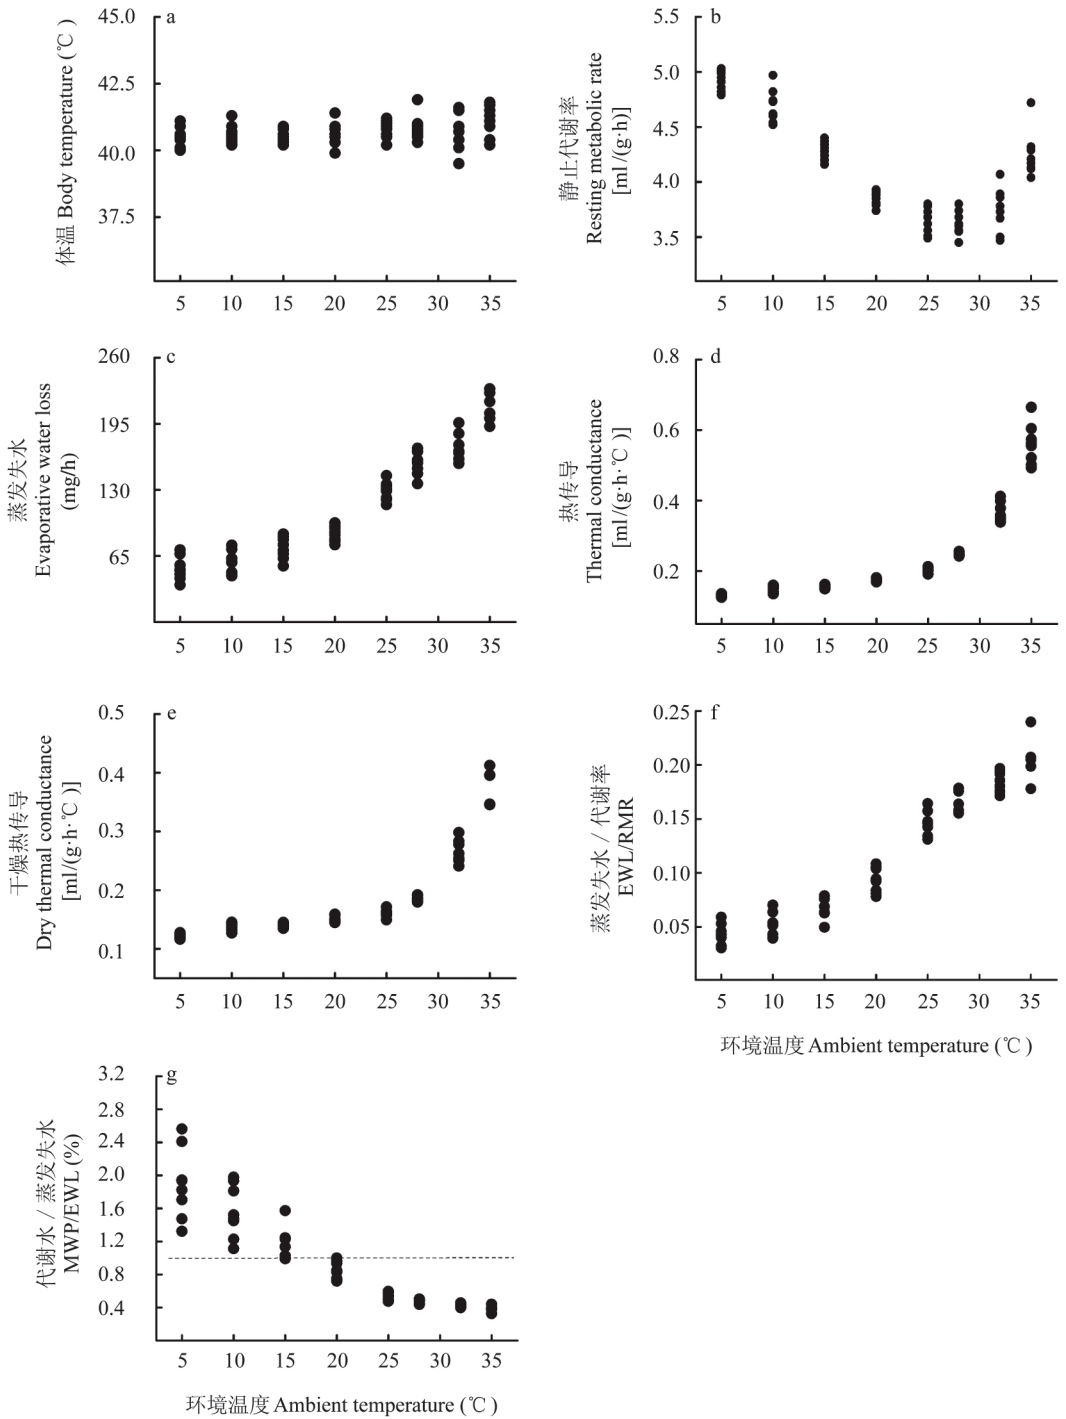 a
体温 Body temperature (℃)
45.0
42.5
40.0
37.5
5 10 15 20 25 30 35
b
静止代谢率
Resting metabolic rate
[ml/(g·h)]
5.5
5.0
4.5
4.0
3.5
5 10 15 20 25 30 35
c
蒸发失水
Evaporative water loss
(mg/h)
260
195
130
65
5 10 15 20 25 30 35
d
热传导
Thermal conductance
[ml/(g·h·℃)]
0.8
0.6
0.4
0.2
5 10 15 20 25 30 35
e
干燥热传导
Dry thermal conductance
[ml/(g·h·℃)]
0.5
0.4
0.3
0.2
0.1
5 10 15 20 25 30 35
f
蒸发失水 / 代谢率
EWL/RMR
0.25
0.20
0.15
0.10
0.05
5 10 15 20 25 30 35
环境温度 Ambient temperature (℃)
g
代谢水 / 蒸发失水
MWP/EWL (%)
3.2
2.8
2.4
2.0
1.6
1.2
0.8
0.4
5 10 15 20 25 30 35
环境温度 Ambient temperature (℃)